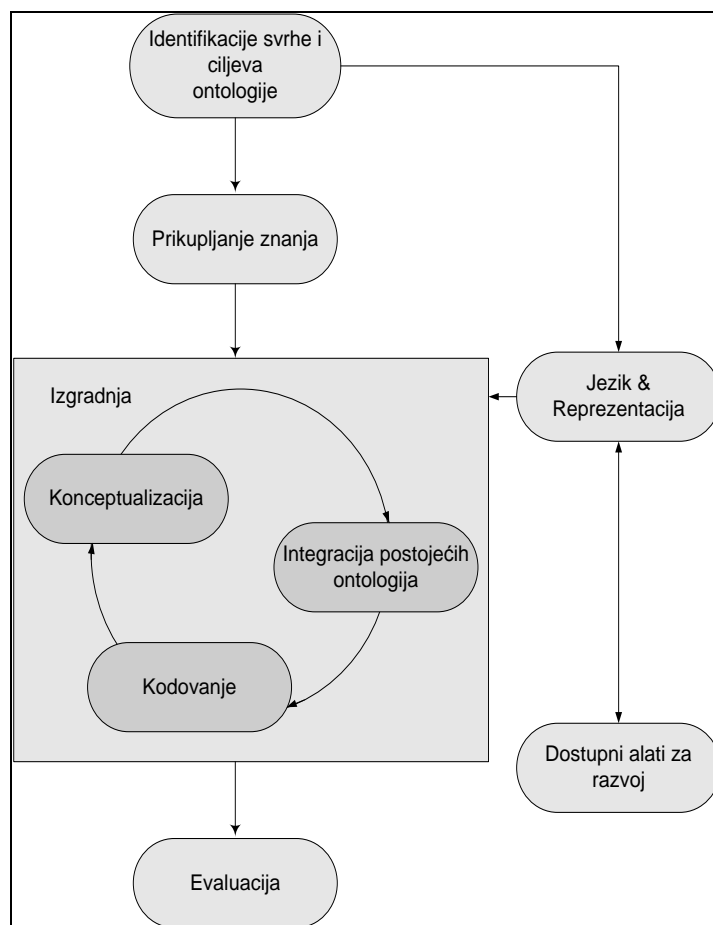 Identifikacije svrhe i
ciljeva
ontologije
Prikupljanje znanja
Izgradnja
Jezik &
Reprezentacija
Konceptualizacija
Integracija postojećih
ontologija
Kodovanje
Dostupni alati za
razvoj
Evaluacija